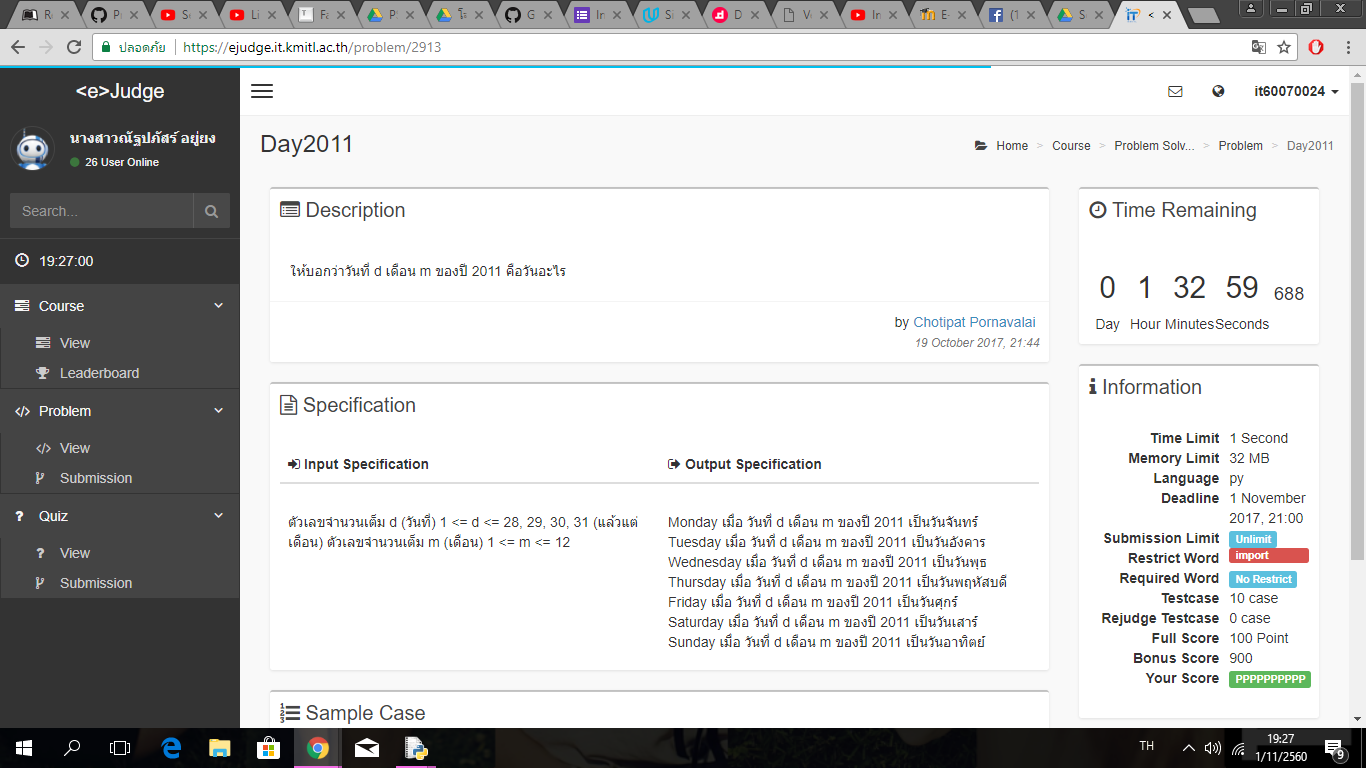 Re
P
Se
Li
Fa
P
โ
G
In
Si
D
V
In
E-
(1
S
<
ปลอดภัย
https://ejudge.it.kmitl.ac.th/problem/2913
<e>Judge
it60070024
นางสาวณัฐปภัสร์ อยู่ยง
26 User Online
Day2011
Home > Course > Problem Solv... > Problem > Day2011
Search...
19:27:00
Course
View
Leaderboard
Problem
View
Submission
Quiz
View
Submission
Description
ให้บอกว่าวันที่ d เดือน m ของปี 2011 คือวันอะไร
by Chotipat Pornavalai
19 October 2017, 21:44
Specification
Input Specification
Output Specification
ตัวเลขจำนวนเต็ม d (วันที่) 1 <= d <= 28, 29, 30, 31 (แล้วแต่
เดือน) ตัวเลขจำนวนเต็ม m (เดือน) 1 <= m <= 12
Monday เมื่อ วันที่ d เดือน m ของปี 2011 เป็นวันจันทร์
Tuesday เมื่อ วันที่ d เดือน m ของปี 2011 เป็นวันอังคาร
Wednesday เมื่อ วันที่ d เดือน m ของปี 2011 เป็นวันพุธ
Thursday เมื่อ วันที่ d เดือน m ของปี 2011 เป็นวันพฤหัสบดี
Friday เมื่อ วันที่ d เดือน m ของปี 2011 เป็นวันศุกร์
Saturday เมื่อ วันที่ d เดือน m ของปี 2011 เป็นวันเสาร์
Sunday เมื่อ วันที่ d เดือน m ของปี 2011 เป็นวันอาทิตย์
Sample Case
Time Remaining
0 1 32 59 688
Day Hour Minutes Seconds
Information
Time Limit 1 Second
Memory Limit 32 MB
Language py
Deadline 1 November
2017, 21:00
Submission Limit Unlimit
Restrict Word import
Required Word No Restrict
Testcase 10 case
Rejudge Testcase 0 case
Full Score 100 Point
Bonus Score 900
Your Score PPPPPPPPPP
TH
19:27
1/11/2560
9